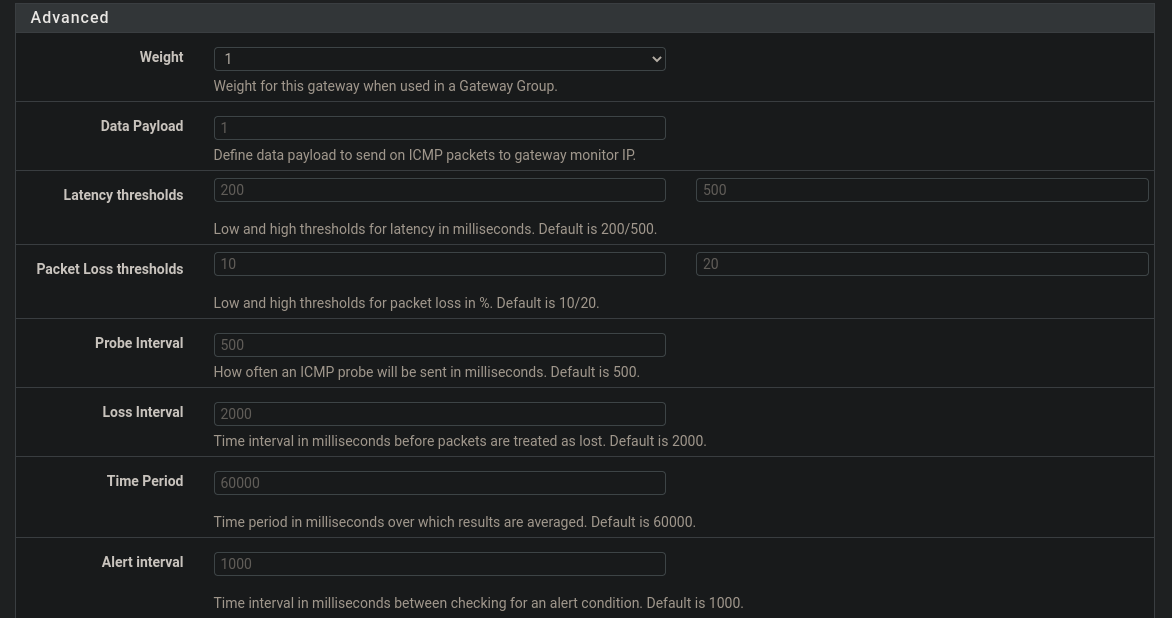 Advanced
Weight
1
Weight for this gateway when used in a Gateway Group.
Data Payload
1
Define data payload to send on ICMP packets to gateway monitor IP.
Latency thresholds
200 500
Low and high thresholds for latency in milliseconds. Default is 200/500.
Packet Loss thresholds
10 20
Low and high thresholds for packet loss in %. Default is 10/20.
Probe Interval
500
How often an ICMP probe will be sent in milliseconds. Default is 500.
Loss Interval
2000
Time interval in milliseconds before packets are treated as lost. Default is 2000.
Time Period
60000
Time period in milliseconds over which results are averaged. Default is 60000.
Alert interval
1000
Time interval in milliseconds between checking for an alert condition. Default is 1000.